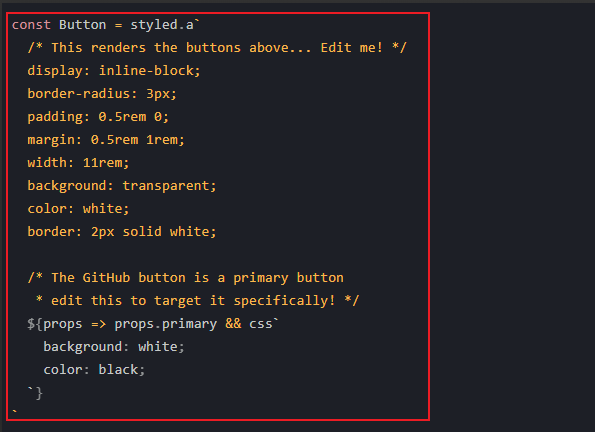 const Button = styled.a`
  /* This renders the buttons above... Edit me! */
  display: inline-block;
  border-radius: 3px;
  padding: 0.5rem 0;
  margin: 0.5rem 1rem;
  width: 11rem;
  background: transparent;
  color: white;
  border: 2px solid white;

  /* The GitHub button is a primary button
   * edit this to target it specifically! */
  ${props => props.primary && css`
    background: white;
    color: black;
  `}
`